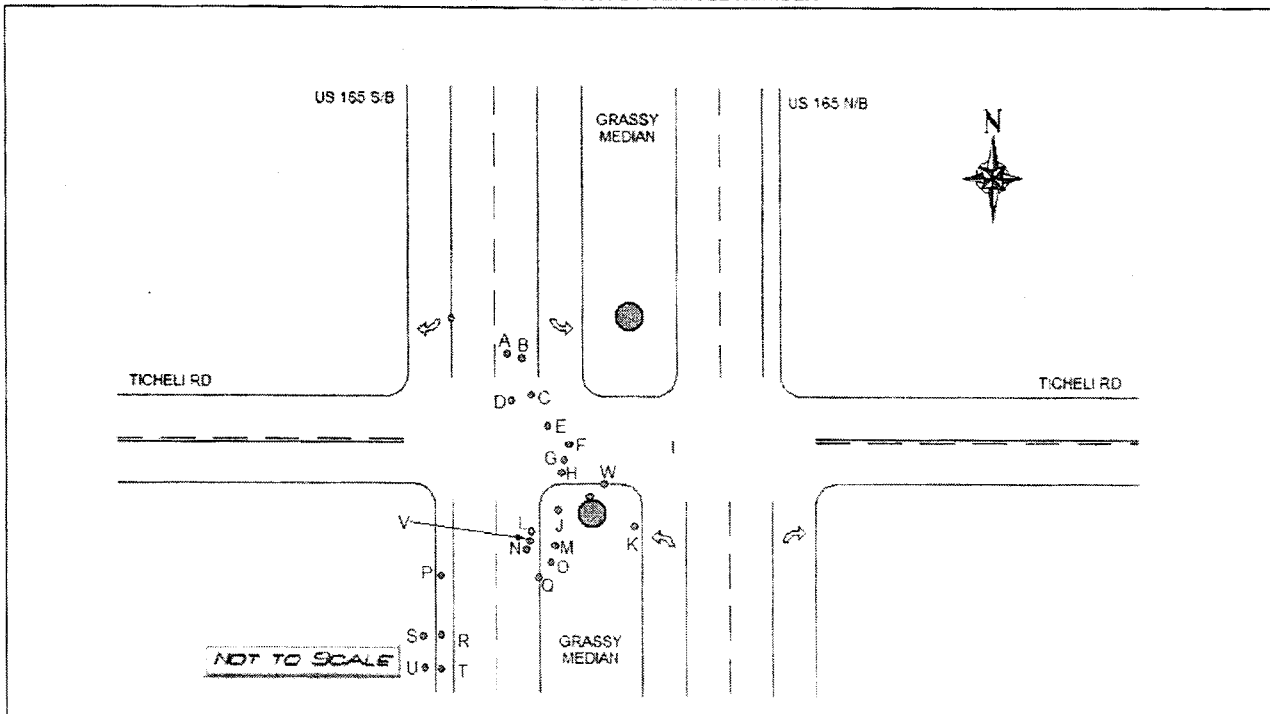 US 165 S/B
GRASSY
MEDIAN
US 165 N/B
N
A
B
TICHELI RD
TICHELI RD
D
C
E
F
G
H
W
V
L
J
N
M
K
O
P
Q
S
R
GRASSY
MEDIAN
NOT TO SCALE
U
T